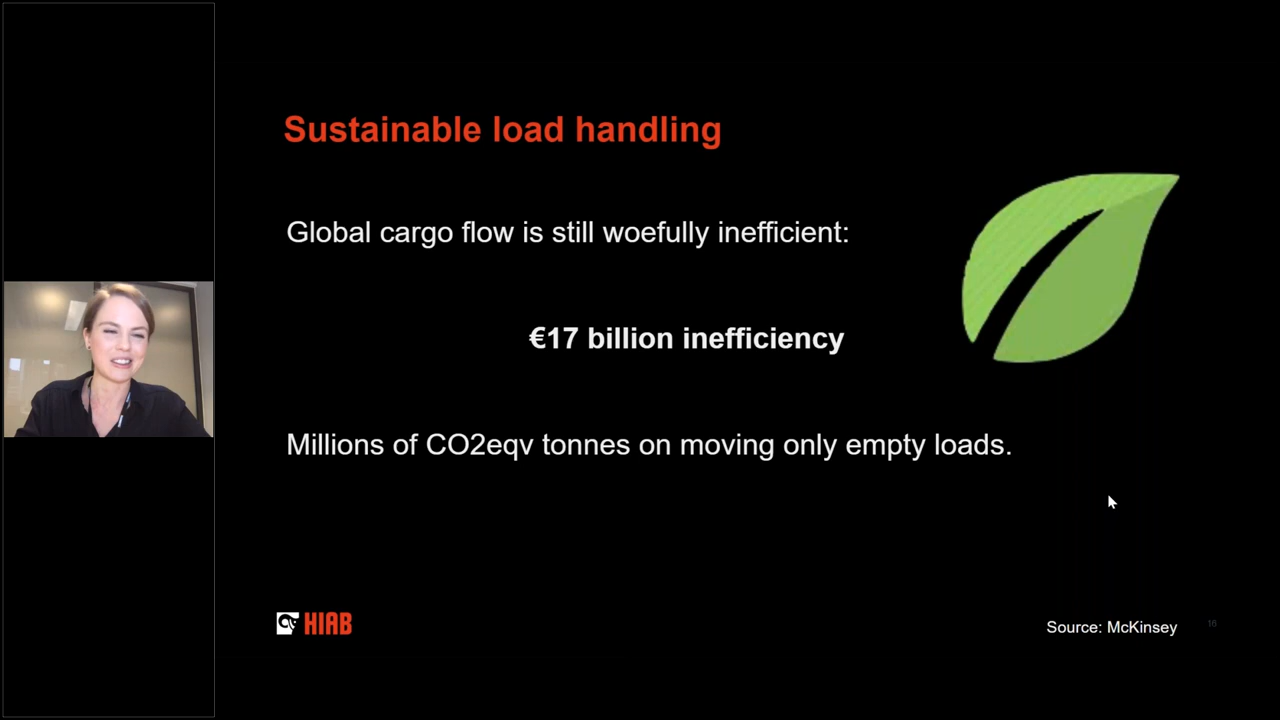 Sustainable load handling
Global cargo flow is still woefully inefficient:
€17 billion inefficiency
Millions of CO2eqv tonnes on moving only empty loads.
HIAB
Source: McKinsey
16